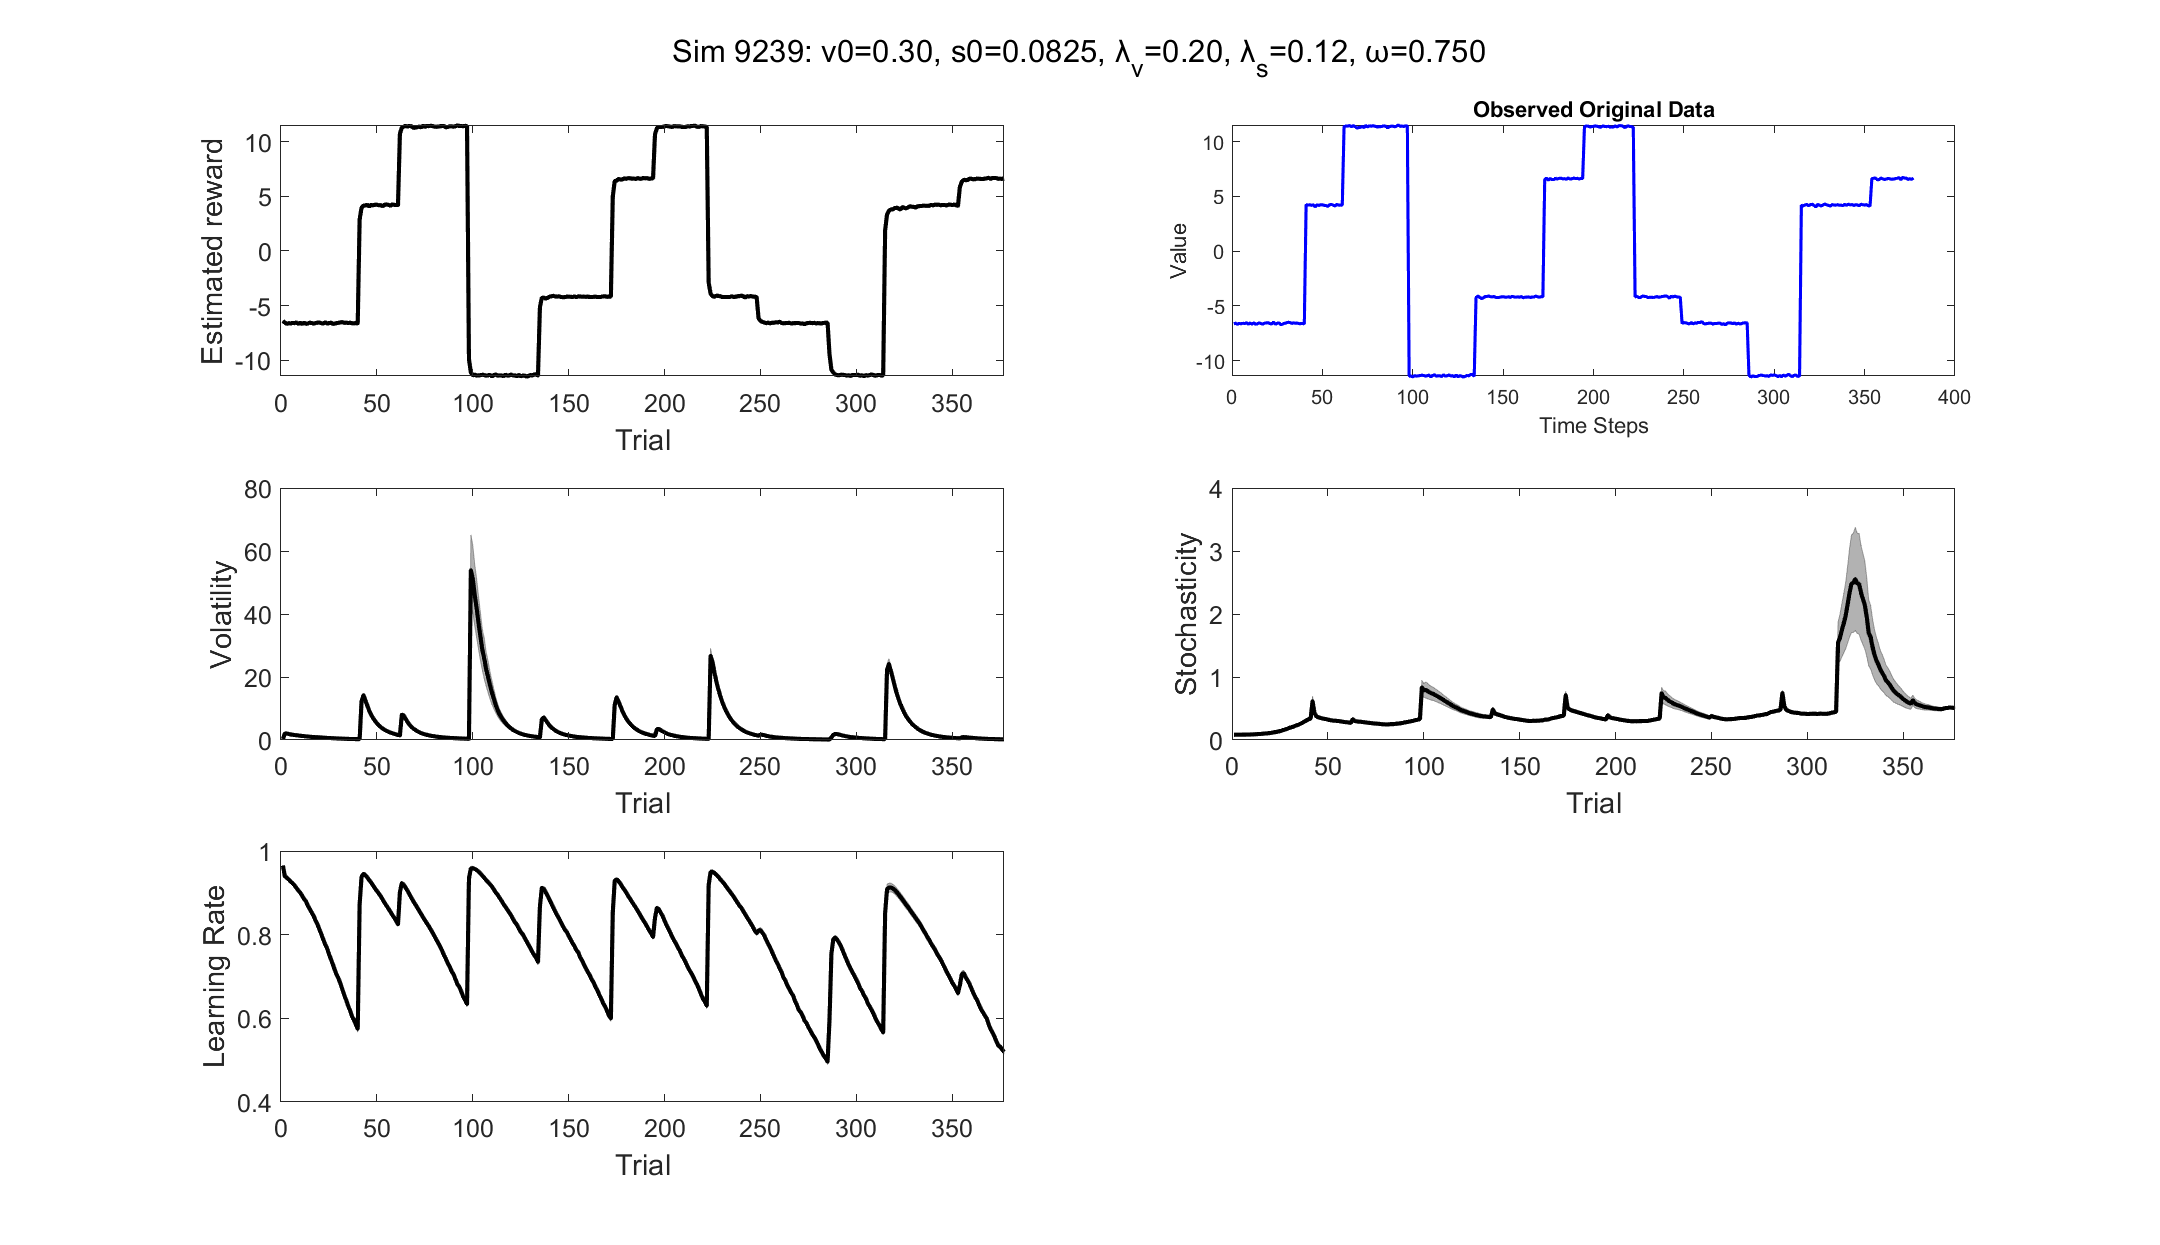 Sim 9239: v0=0.30, s0=0.0825, λ_v=0.20, λ_s=0.12, ω=0.750
Estimated reward
10
5
0
-5
-10
0 50 100 150 200 250 300 350
Trial
Observed Original Data
Value
10
5
0
-5
-10
0 50 100 150 200 250 300 350 400
Time Steps
Volatility
80
60
40
20
0
0 50 100 150 200 250 300 350
Trial
Stochasticity
4
3
2
1
0
0 50 100 150 200 250 300 350
Trial
Learning Rate
1
0.8
0.6
0.4
0 50 100 150 200 250 300 350
Trial